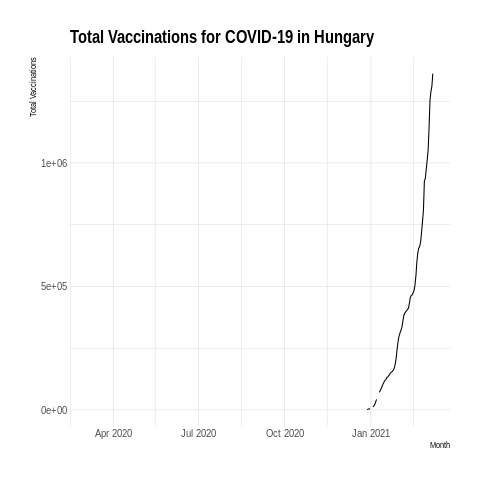 Total Vaccinations for COVID-19 in Hungary
Total Vaccinations
1e+06
5e+05
0e+00
Apr 2020 Jul 2020 Oct 2020 Jan 2021
Month